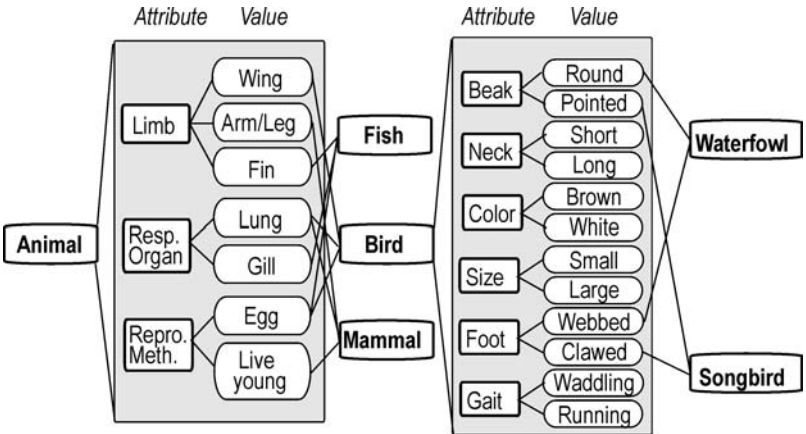 Attribute Value
Attribute Value
Animal
Limb
Wing
Arm/Leg
Fin
Resp.
Organ
Lung
Gill
Repro.
Meth.
Egg
Live
young
Fish
Bird
Mammal
Beak
Round
Pointed
Neck
Short
Long
Color
Brown
White
Size
Small
Large
Foot
Webbed
Clawed
Gait
Waddling
Running
Waterfowl
Songbird